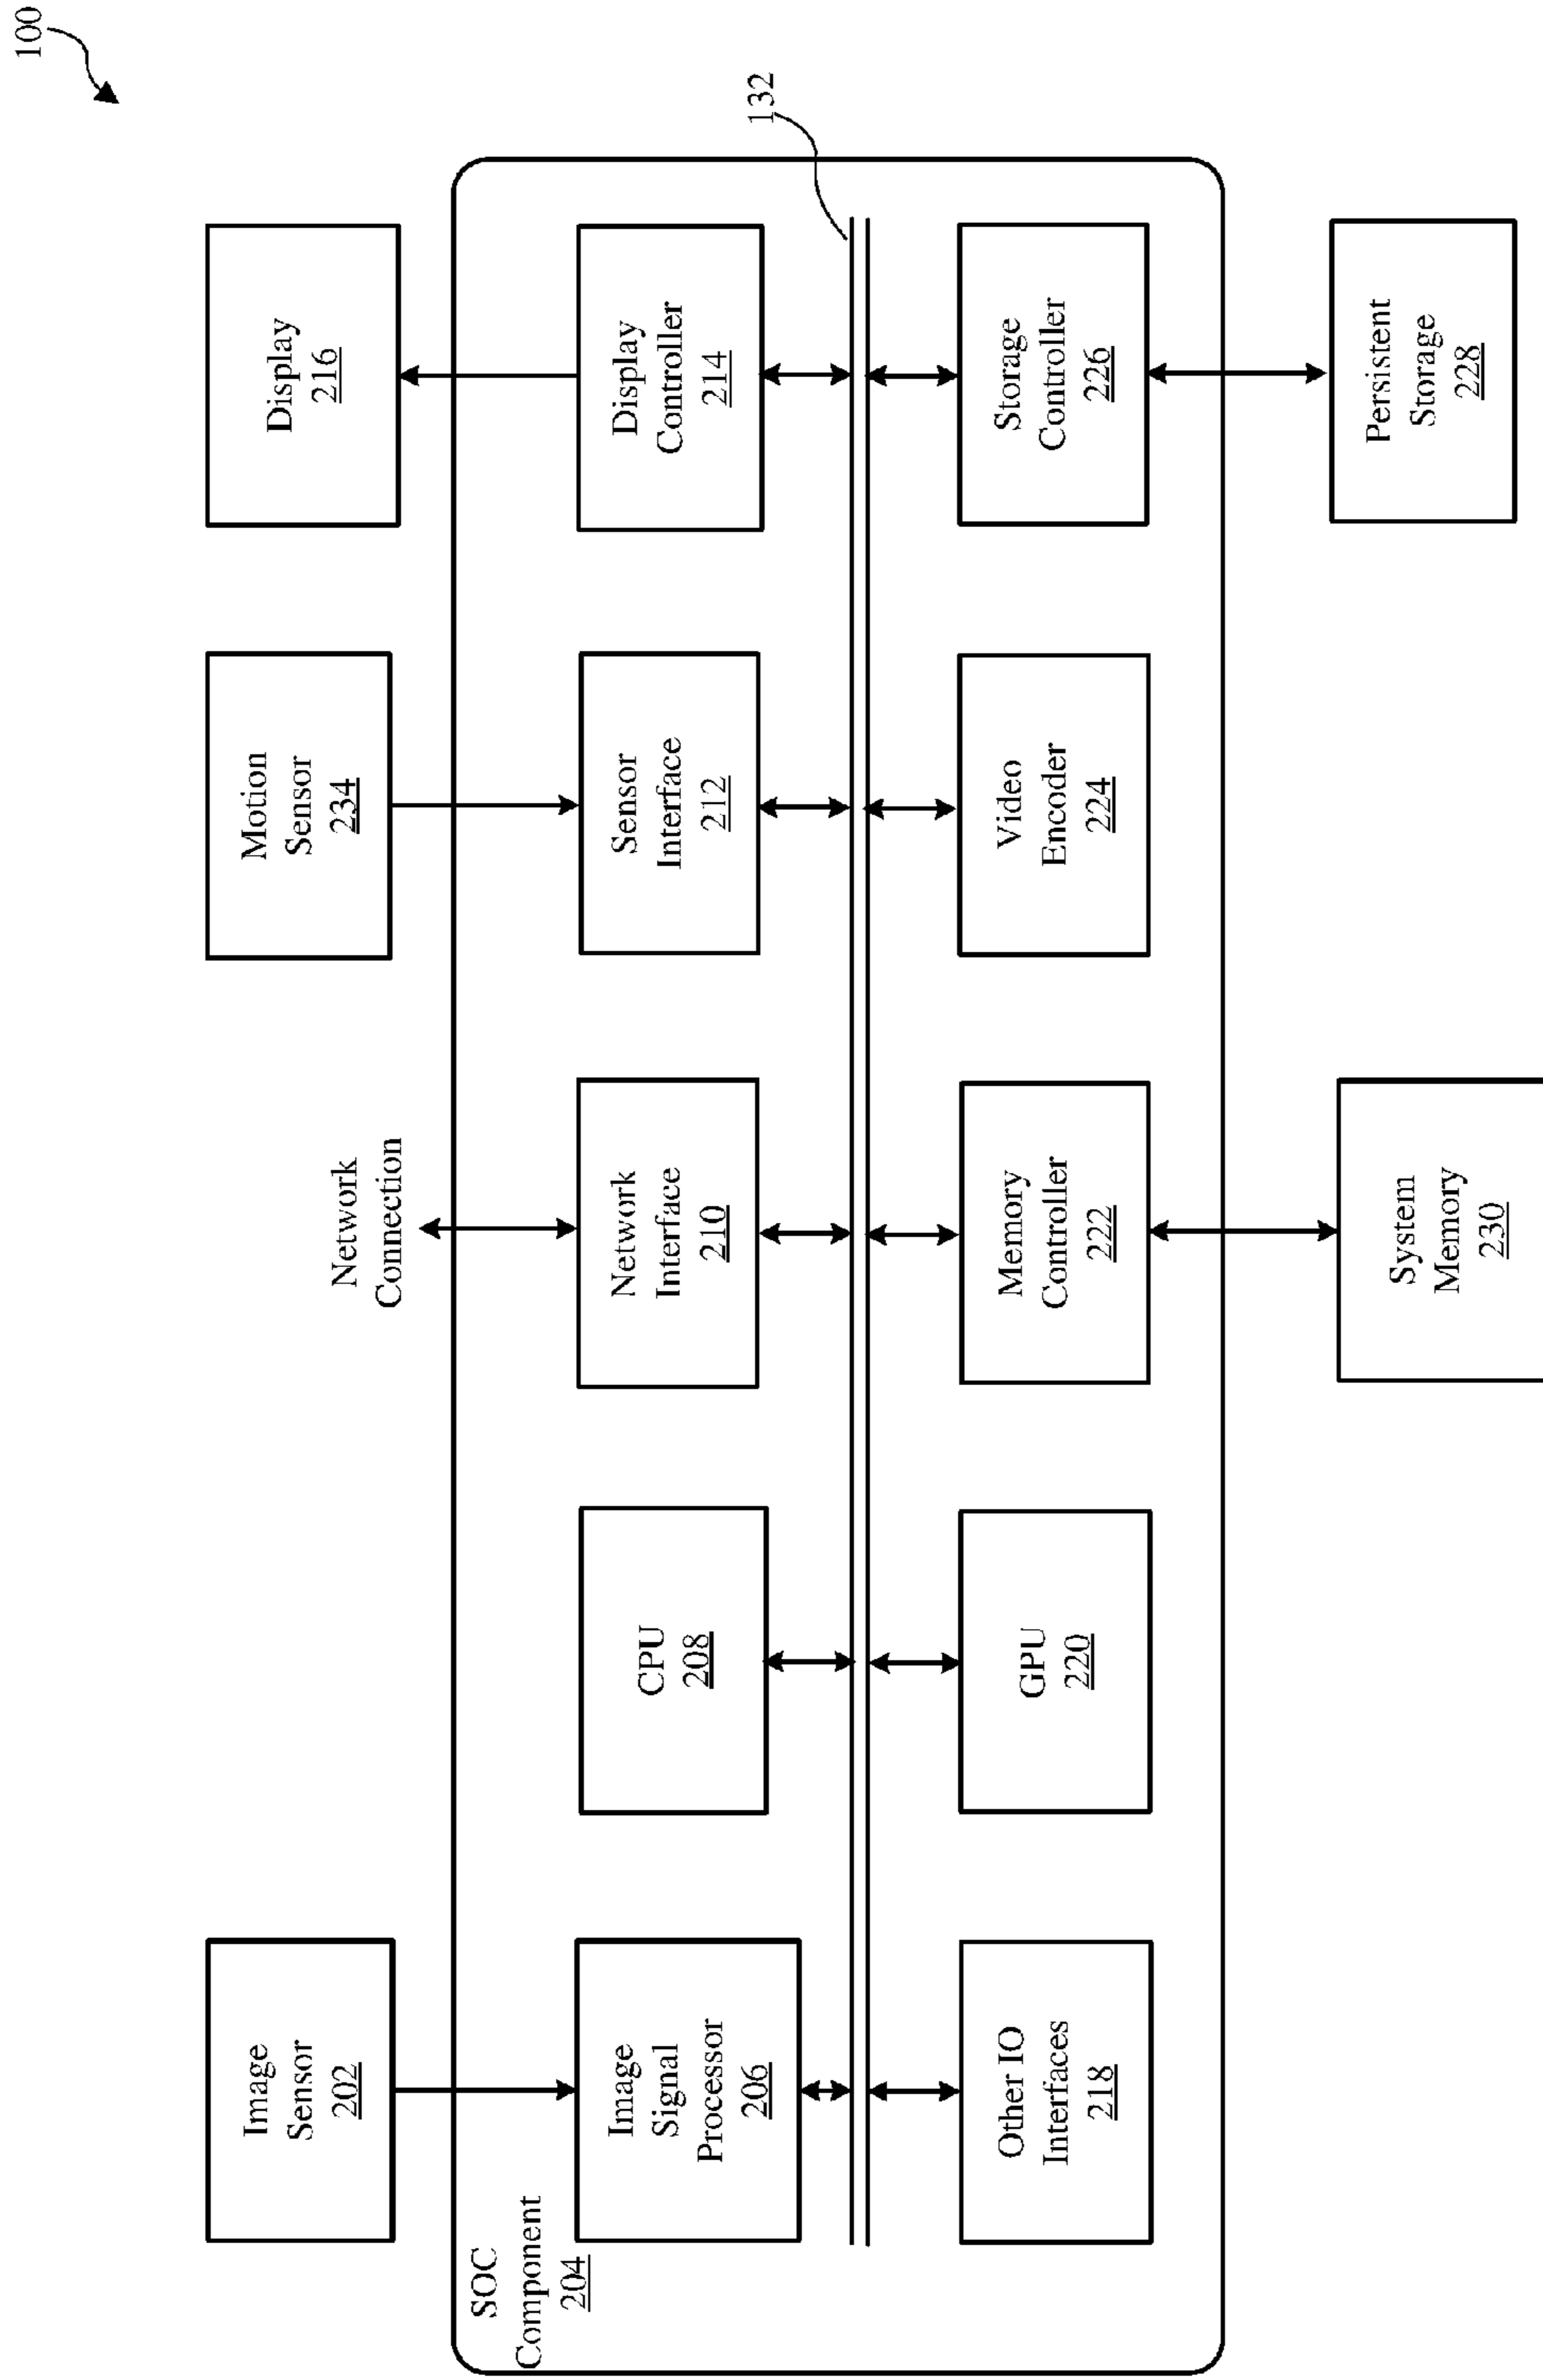 100
Image
Sensor
202
Network
Connection
Motion
Sensor
234
Display
216
SOC
Component
204
Image
Signal
Processor
206
CPU
208
Network
Interface
210
Sensor
Interface
212
Display
Controller
214
132
Other IO
Interfaces
218
GPU
220
Memory
Controller
222
Video
Encoder
224
Storage
Controller
226
System
Memory
230
Persistent
Storage
228